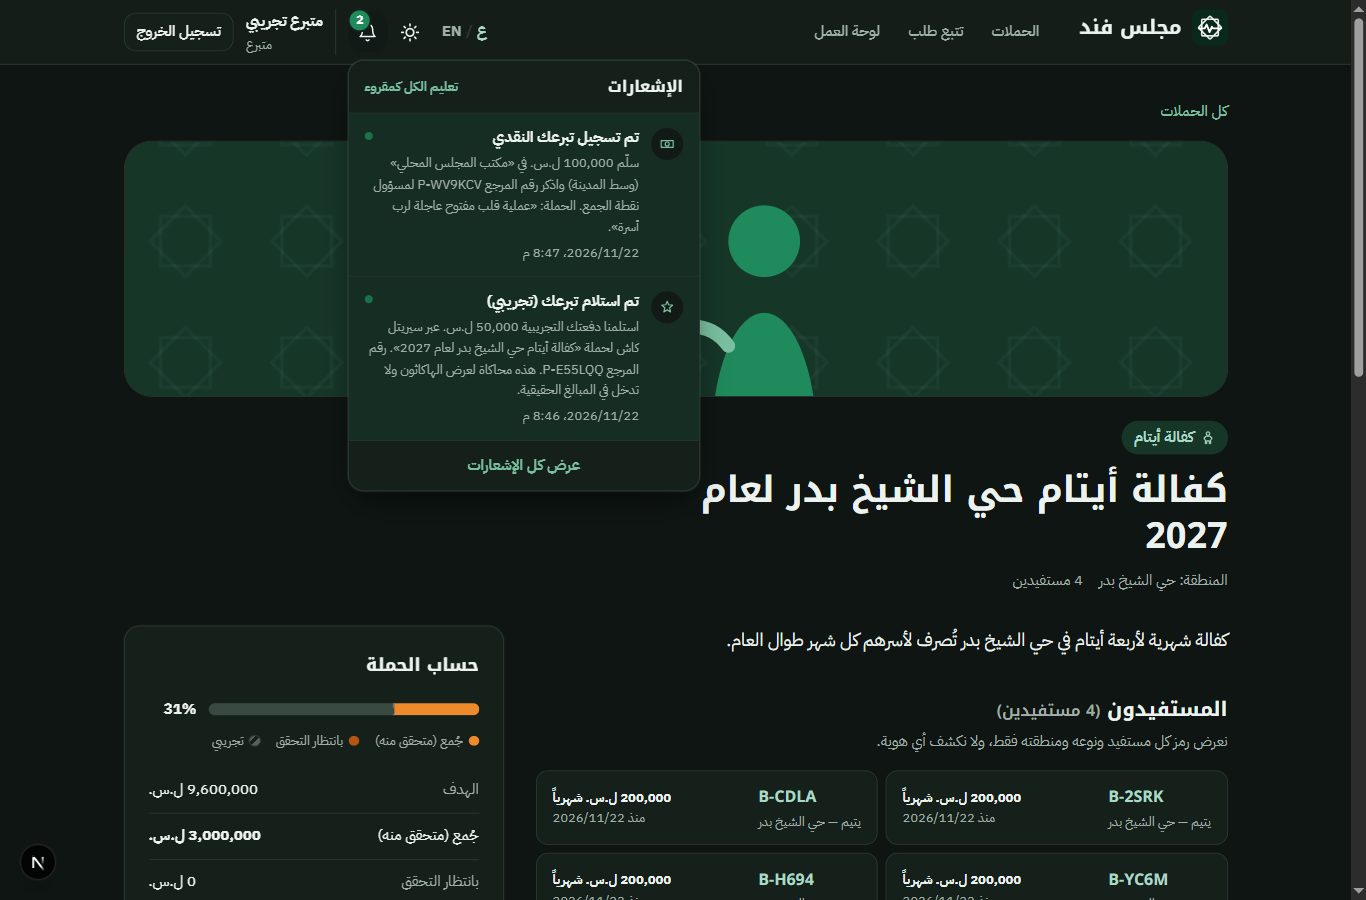 مجلس فند
الحملات
تتبع طلب
لوحة العمل
ع / EN
2
متبرع تجريبي
متبرع
تسجيل الخروج
كل الحملات
الإشعارات
تعليم الكل كمقروء
تم تسجيل تبرعك النقدي
سلّم 100,000 ل.س. في «مكتب المجلس المحلي»
(وسط المدينة) واذكر رقم المرجع P-WV9KCV لمسؤول
نقطة الجمع. الحملة: «عملية قلب مفتوح عاجلة لرب
أسرة».
2026/11/22، 8:47 م
تم استلام تبرعك (تجريبي)
استلمنا دفعتك التجريبية 50,000 ل.س. عبر سيريتل
كاش لحملة «كفالة أيتام حي الشيخ بدر لعام 2027». رقم
المرجع P-E55LQQ. هذه محاكاة لعرض الهاكاثون ولا
تدخل في المبالغ الحقيقية.
2026/11/22، 8:46 م
عرض كل الإشعارات
كفالة أيتام
كفالة أيتام حي الشيخ بدر لعام
2027
المنطقة: حي الشيخ بدر
4 مستفيدين
كفالة شهرية لأربعة أيتام في حي الشيخ بدر تُصرف لأسرهم كل شهر طوال العام.
المستفيدون (4 مستفيدين)
نعرض رمز كل مستفيد ونوعه ومنطقته فقط، ولا نكشف أي هوية.
B-2SRK
200,000 ل.س. شهرياً
يتيم — حي الشيخ بدر
منذ 2026/11/22
B-CDLA
200,000 ل.س. شهرياً
يتيم — حي الشيخ بدر
منذ 2026/11/22
B-YC6M
200,000 ل.س. شهرياً
B-H694
200,000 ل.س. شهرياً
حساب الحملة
31%
جُمع (متحقق منه)
بانتظار التحقق
تجريبي
الهدف
9,600,000 ل.س.
جُمع (متحقق منه)
3,000,000 ل.س.
بانتظار التحقق
0 ل.س.
N